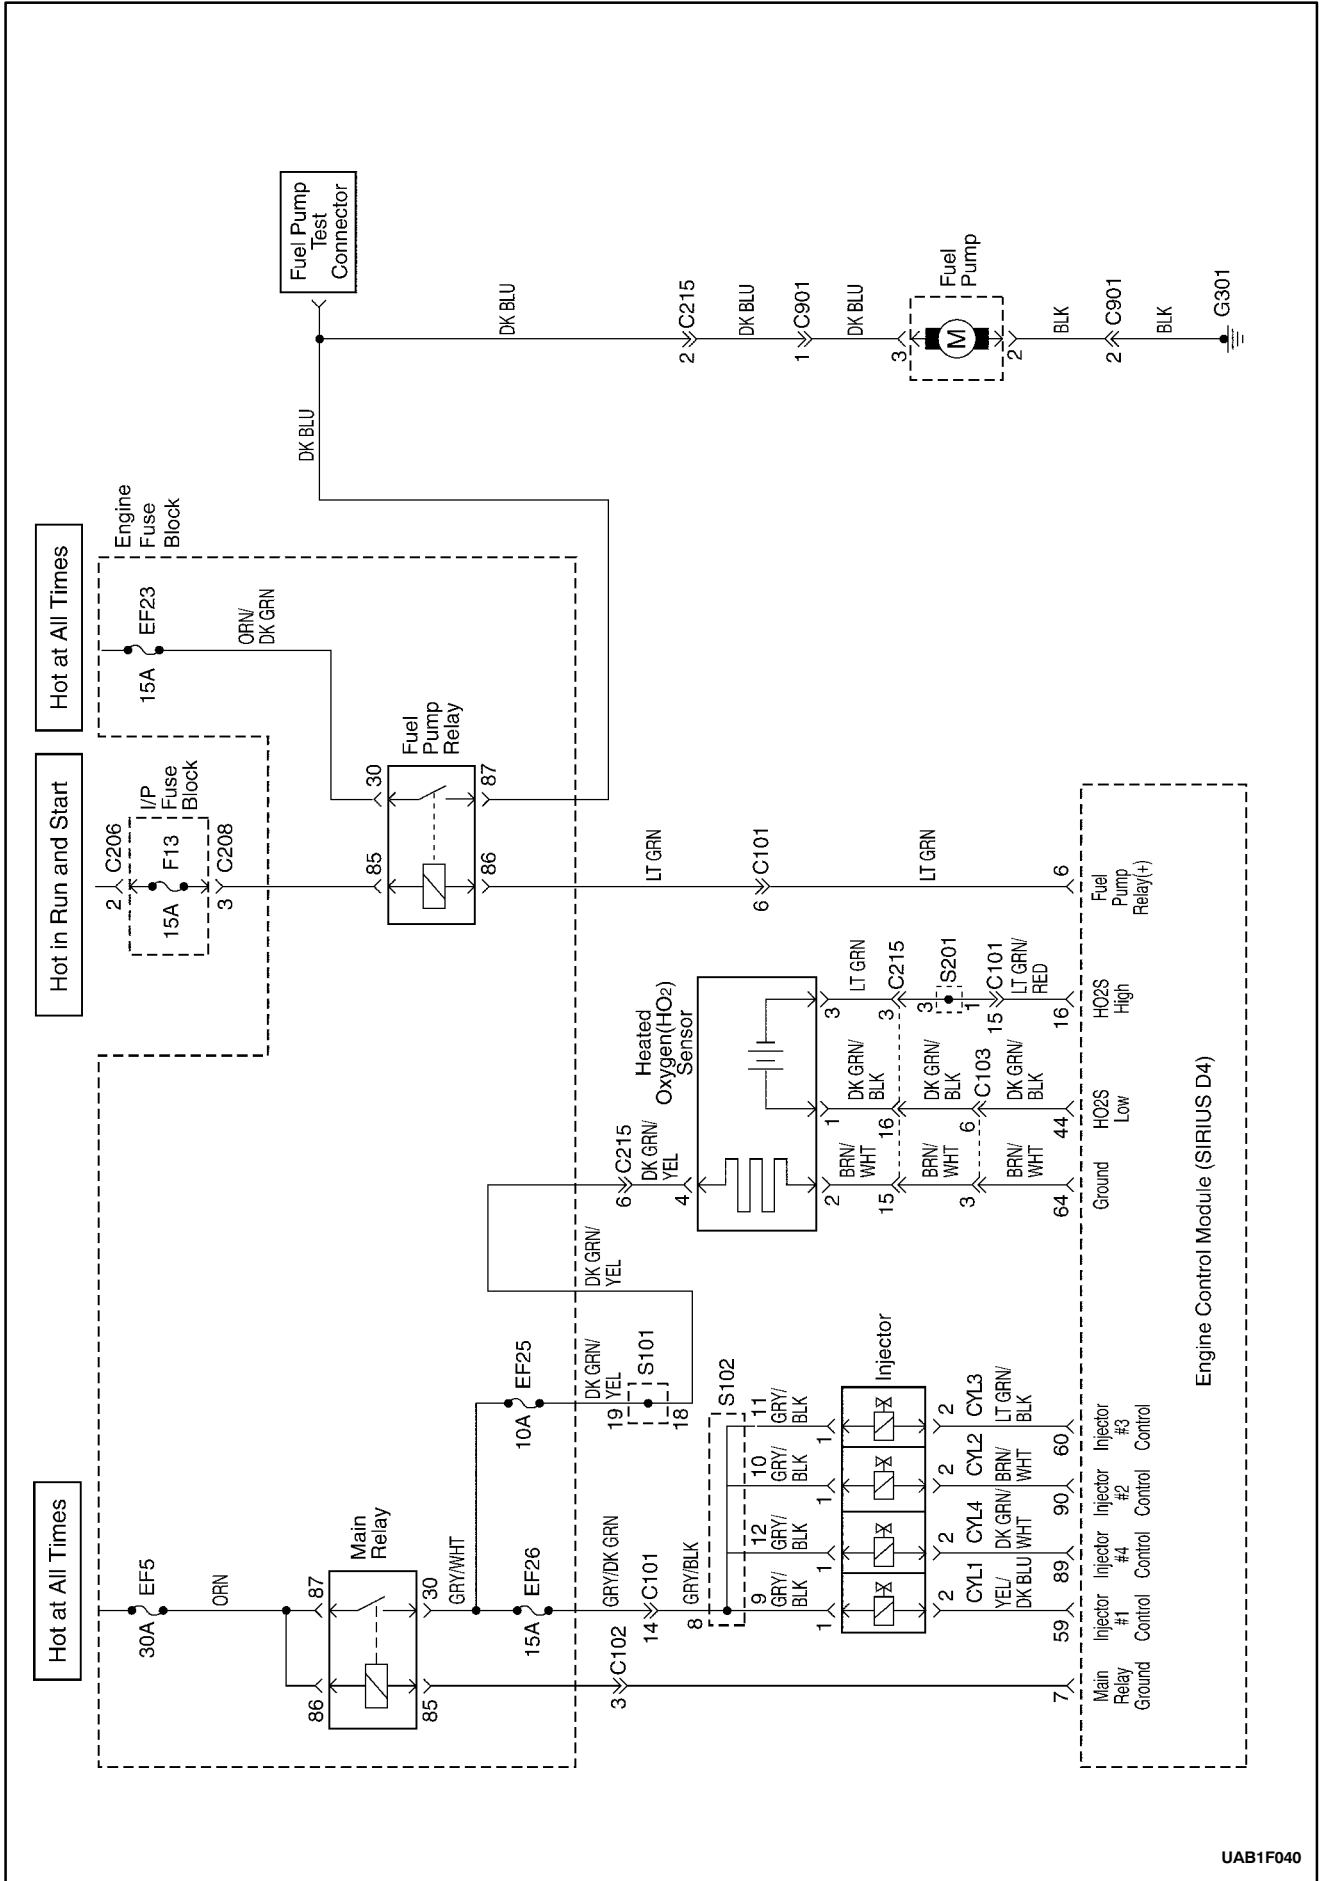 Hot at All Times
Hot in Run and Start
Hot at All Times
30A
EF5
ORN
86
87
Main
Relay
85
30
GRY/WHT
15A
EF26
10A
EF25
GRY/DK GRN
DK GRN/
YEL
19
S101
18
DK GRN/
YEL
3
C102
14
C101
GRY/BLK
8
S102
9
GRY/
BLK
12
GRY/
BLK
10
GRY/
BLK
11
GRY/
BLK
1
1
1
1
Injector
2
CYL1
YEL/
DK BLU
2
CYL4
DK GRN/
WHT
2
CYL2
BRN/
WHT
2
CYL3
LT GRN/
BLK
7
59
89
90
60
Main
Relay
Ground
Injector
#1
Control
Injector
#4
Control
Injector
#2
Control
Injector
#3
Control
2
C206
I/P
Fuse
Block
15A
F13
3
C208
15A
EF23
Engine
Fuse
Block
ORN/
DK GRN
85
30
Fuel
Pump
Relay
86
87
6
C215
DK GRN/
YEL
4
Heated
Oxygen(HO2)
Sensor
2
BRN/
WHT
1
DK GRN/
BLK
3
LT GRN
15
16
3
C215
BRN/
WHT
DK GRN/
BLK
3
S201
1
3
6
C103
15
C101
BRN/
WHT
DK GRN/
BLK
LT GRN/
RED
64
44
16
Ground
HO2S
Low
HO2S
High
LT GRN
6
C101
LT GRN
6
Fuel
Pump
Relay(+)
Engine Control Module (SIRIUS D4)
DK BLU
Fuel Pump
Test
Connector
DK BLU
2
C215
DK BLU
1
C901
DK BLU
3
Fuel
Pump
M
2
BLK
2
C901
BLK
G301
UAB1F040